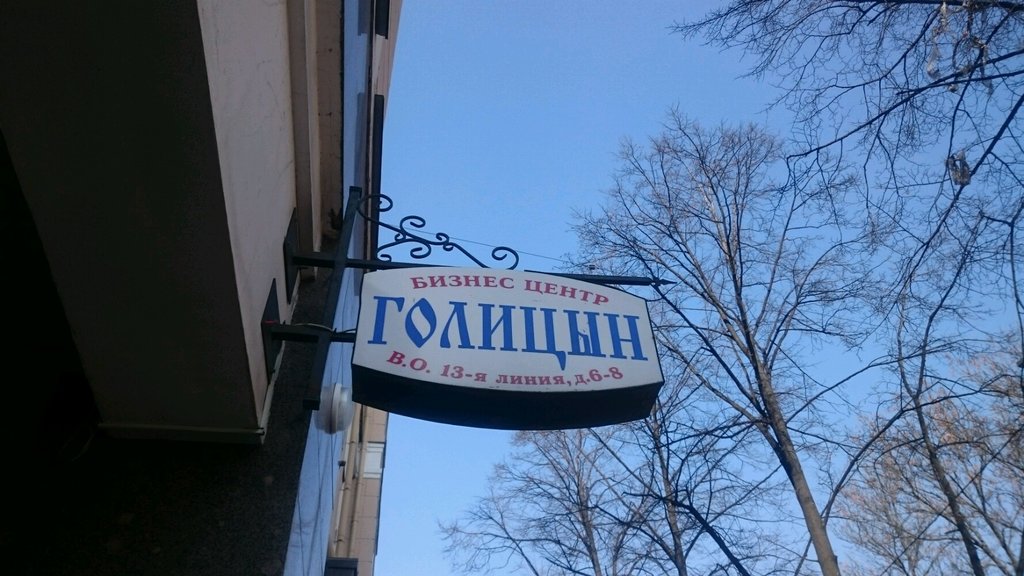 БИЗНЕС ЦЕНТР
ГОЛИЦЫН
В.О. 13-я линия, д.6-8